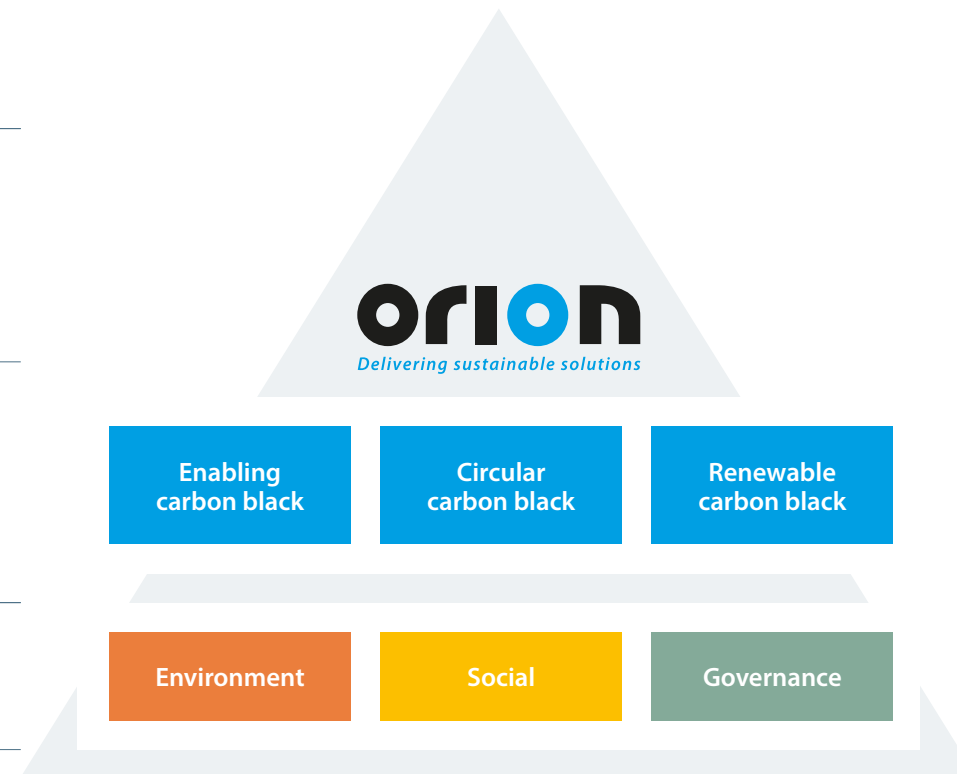 orion
Delivering sustainable solutions
Enabling
carbon black
Circular
carbon black
Renewable
carbon black
Environment
Social
Governance